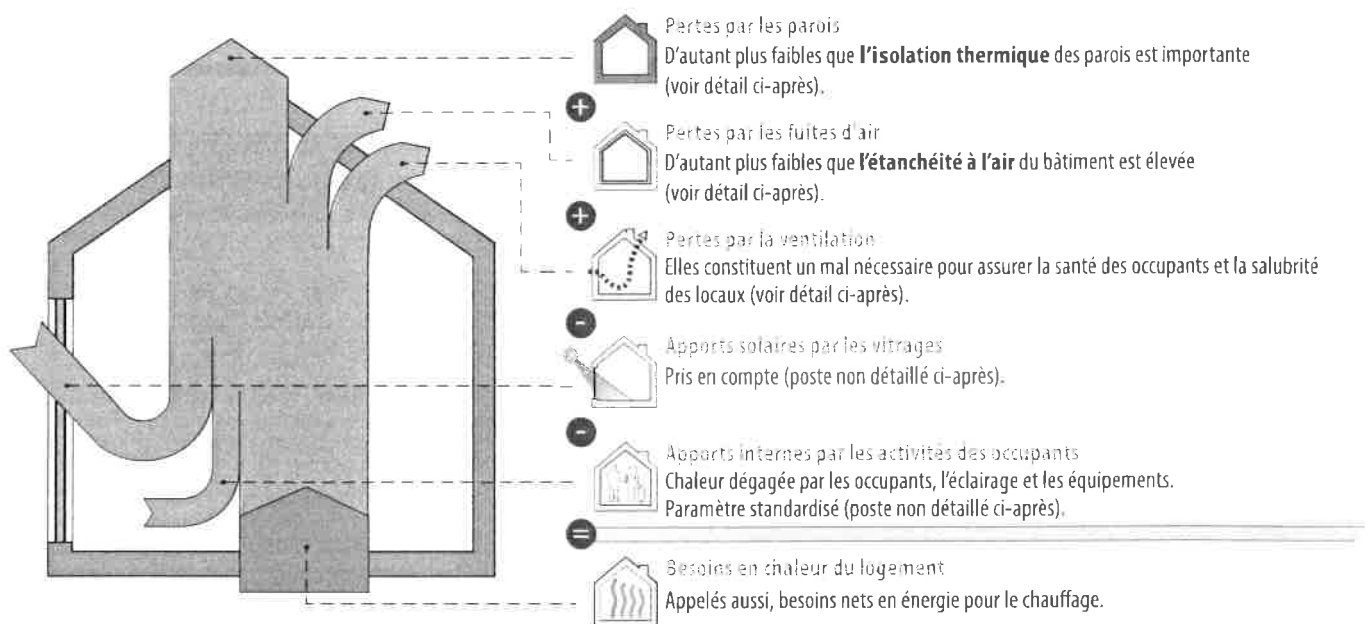 Pertes par les parois
D'autant plus faibles que l'isolation thermique des parois est importante
(voir détail ci-après).
+
Pertes par les fuites d'air
D'autant plus faibles que l'étanchéité à l'air du bâtiment est élevée
(voir détail ci-après).
+
Pertes par la ventilation
Elles constituent un mal nécessaire pour assurer la santé des occupants et la salubrité
des locaux (voir détail ci-après).
-
Apports solaires par les vitrages
Pris en compte (poste non détaillé ci-après).
-
Apports internes par les activités des occupants
Chaleur dégagée par les occupants, l'éclairage et les équipements.
Paramètre standardisé (poste non détaillé ci-après).
=
Besoins en chaleur du logement
Appelés aussi, besoins nets en énergie pour le chauffage.